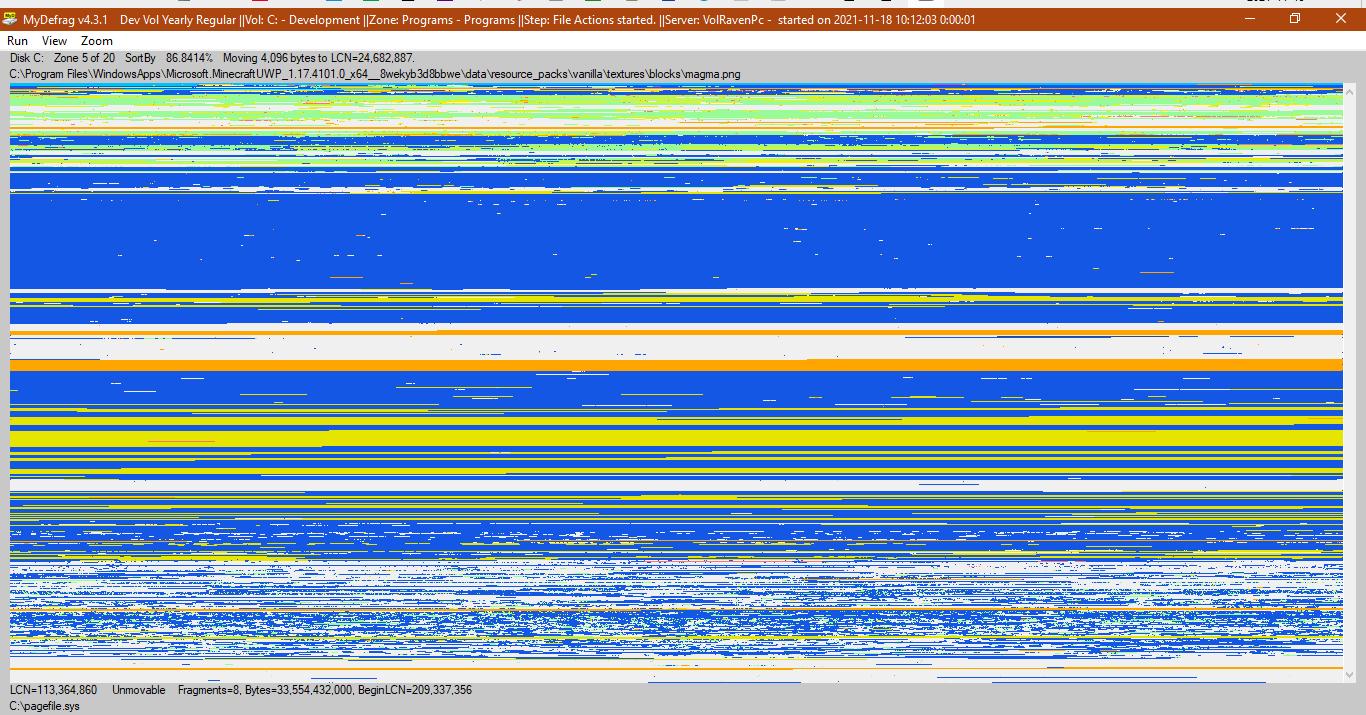 MyDefrag v4.3.1 Dev Vol Yearly Regular ||Vol: C: - Development ||Zone: Programs - Programs ||Step: File Actions started. ||Server: VolRavenPc - started on 2021-11-18 10:12:03 0:00:01
Run View Zoom
Disk C: Zone 5 of 20 SortBy 86.8414% Moving 4,096 bytes to LCN=24,682,887.
C:\Program Files\WindowsApps\Microsoft.MinecraftUWP_1.17.4101.0_x64__8wekyb3d8bbwe\data\resource_packs\vanilla\textures\blocks\magma.png
LCN=113,364,860 Unmovable Fragments=8, Bytes=33,554,432,000, BeginLCN=209,337,356
C:\pagefile.sys